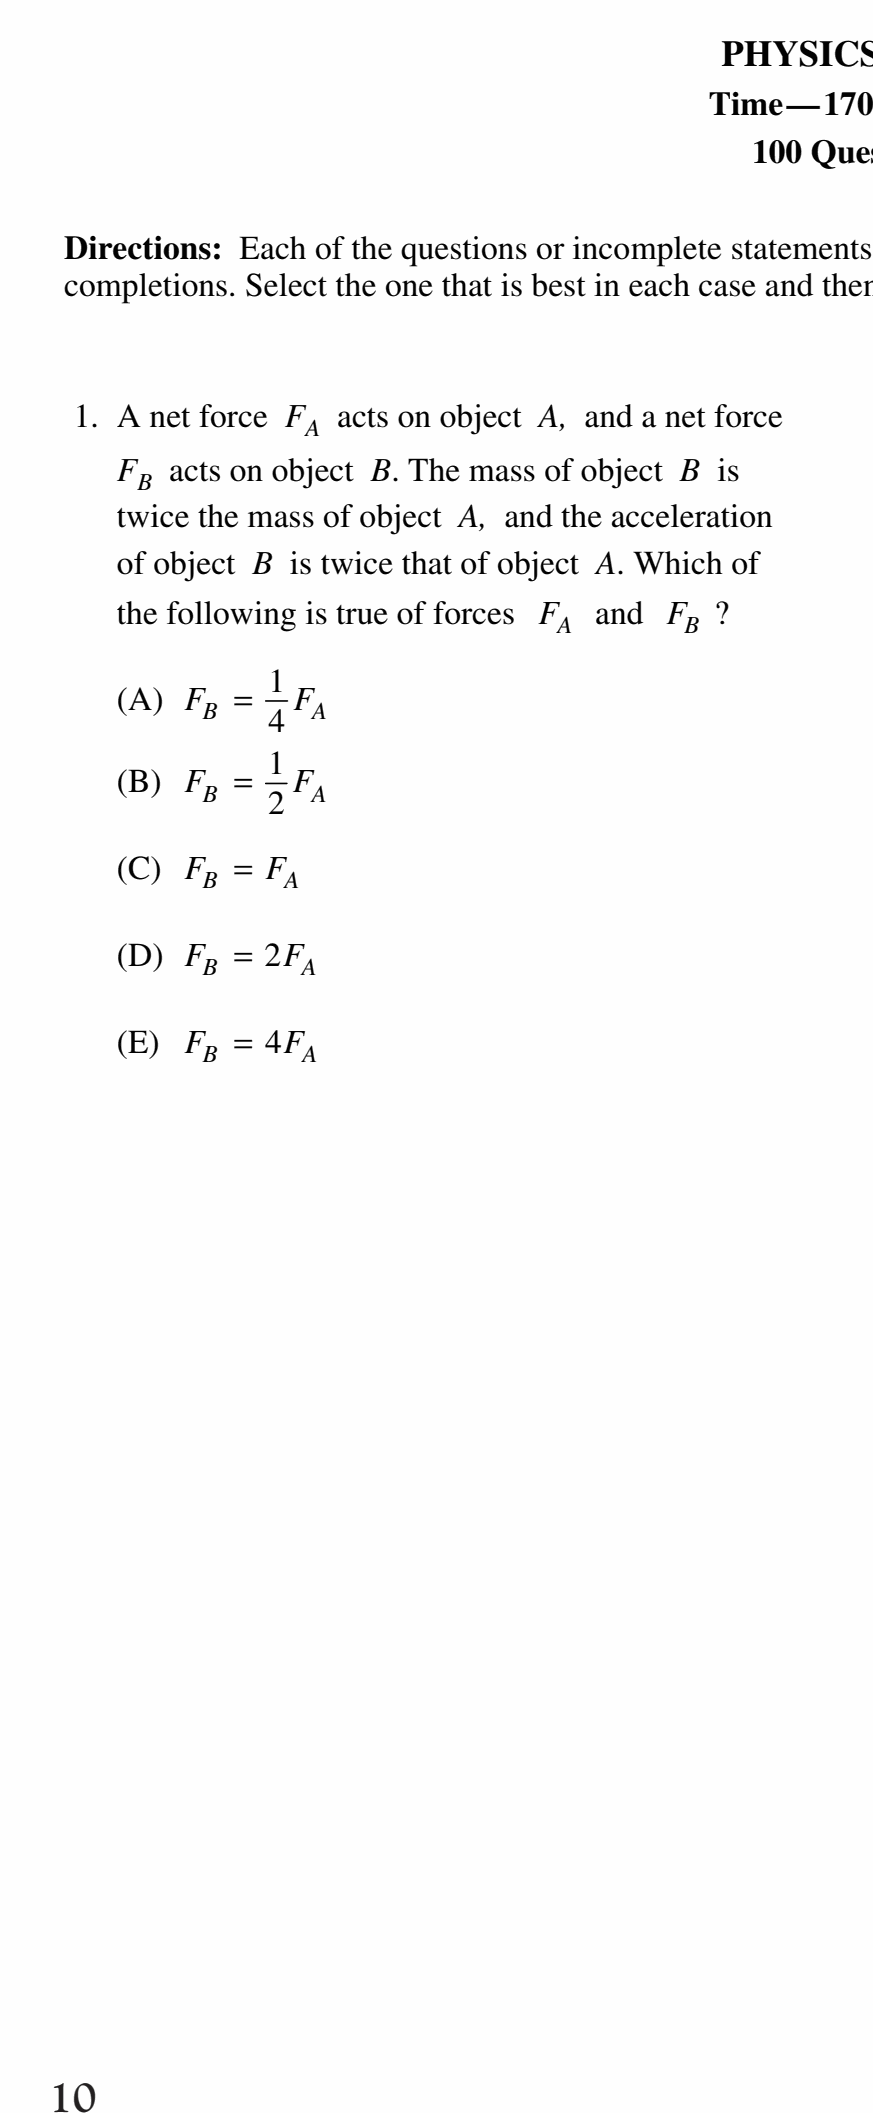 PHYSICS
Time—170
100 Ques
Directions: Each of the questions or incomplete statements
completions. Select the one that is best in each case and then
1. A net force F_A acts on object A, and a net force
F_B acts on object B. The mass of object B is
twice the mass of object A, and the acceleration
of object B is twice that of object A. Which of
the following is true of forces F_A and F_B ?
(A) F_B = 1/4 F_A
(B) F_B = 1/2 F_A
(C) F_B = F_A
(D) F_B = 2F_A
(E) F_B = 4F_A
10